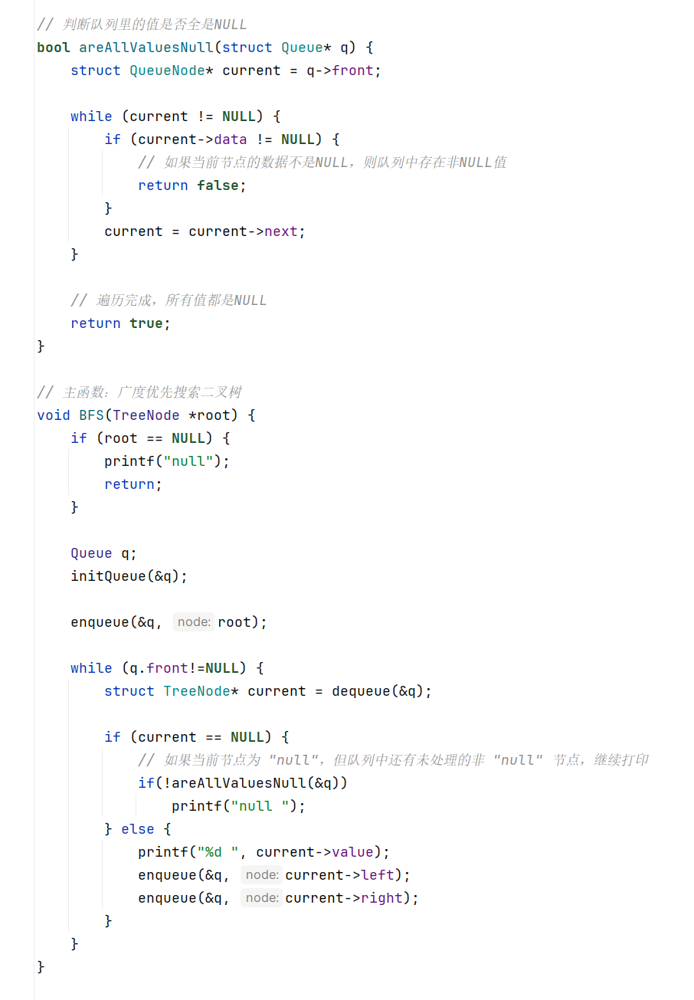 // 判断队列里的值是否全是NULL
bool areAllValuesNull(struct Queue* q) {
    struct QueueNode* current = q->front;

    while (current != NULL) {
        if (current->data != NULL) {
            // 如果当前节点的数据不是NULL，则队列中存在非NULL值
            return false;
        }
        current = current->next;
    }

    // 遍历完成，所有值都是NULL
    return true;
}

// 主函数：广度优先搜索二叉树
void BFS(TreeNode *root) {
    if (root == NULL) {
        printf("null");
        return;
    }

    Queue q;
    initQueue(&q);

    enqueue(&q, node: root);

    while (q.front!=NULL) {
        struct TreeNode* current = dequeue(&q);

        if (current == NULL) {
            // 如果当前节点为 "null"，但队列中还有未处理的非 "null" 节点，继续打印
            if(!areAllValuesNull(&q))
                printf("null ");
        } else {
            printf("%d ", current->value);
            enqueue(&q, node: current->left);
            enqueue(&q, node: current->right);
        }
    }
}